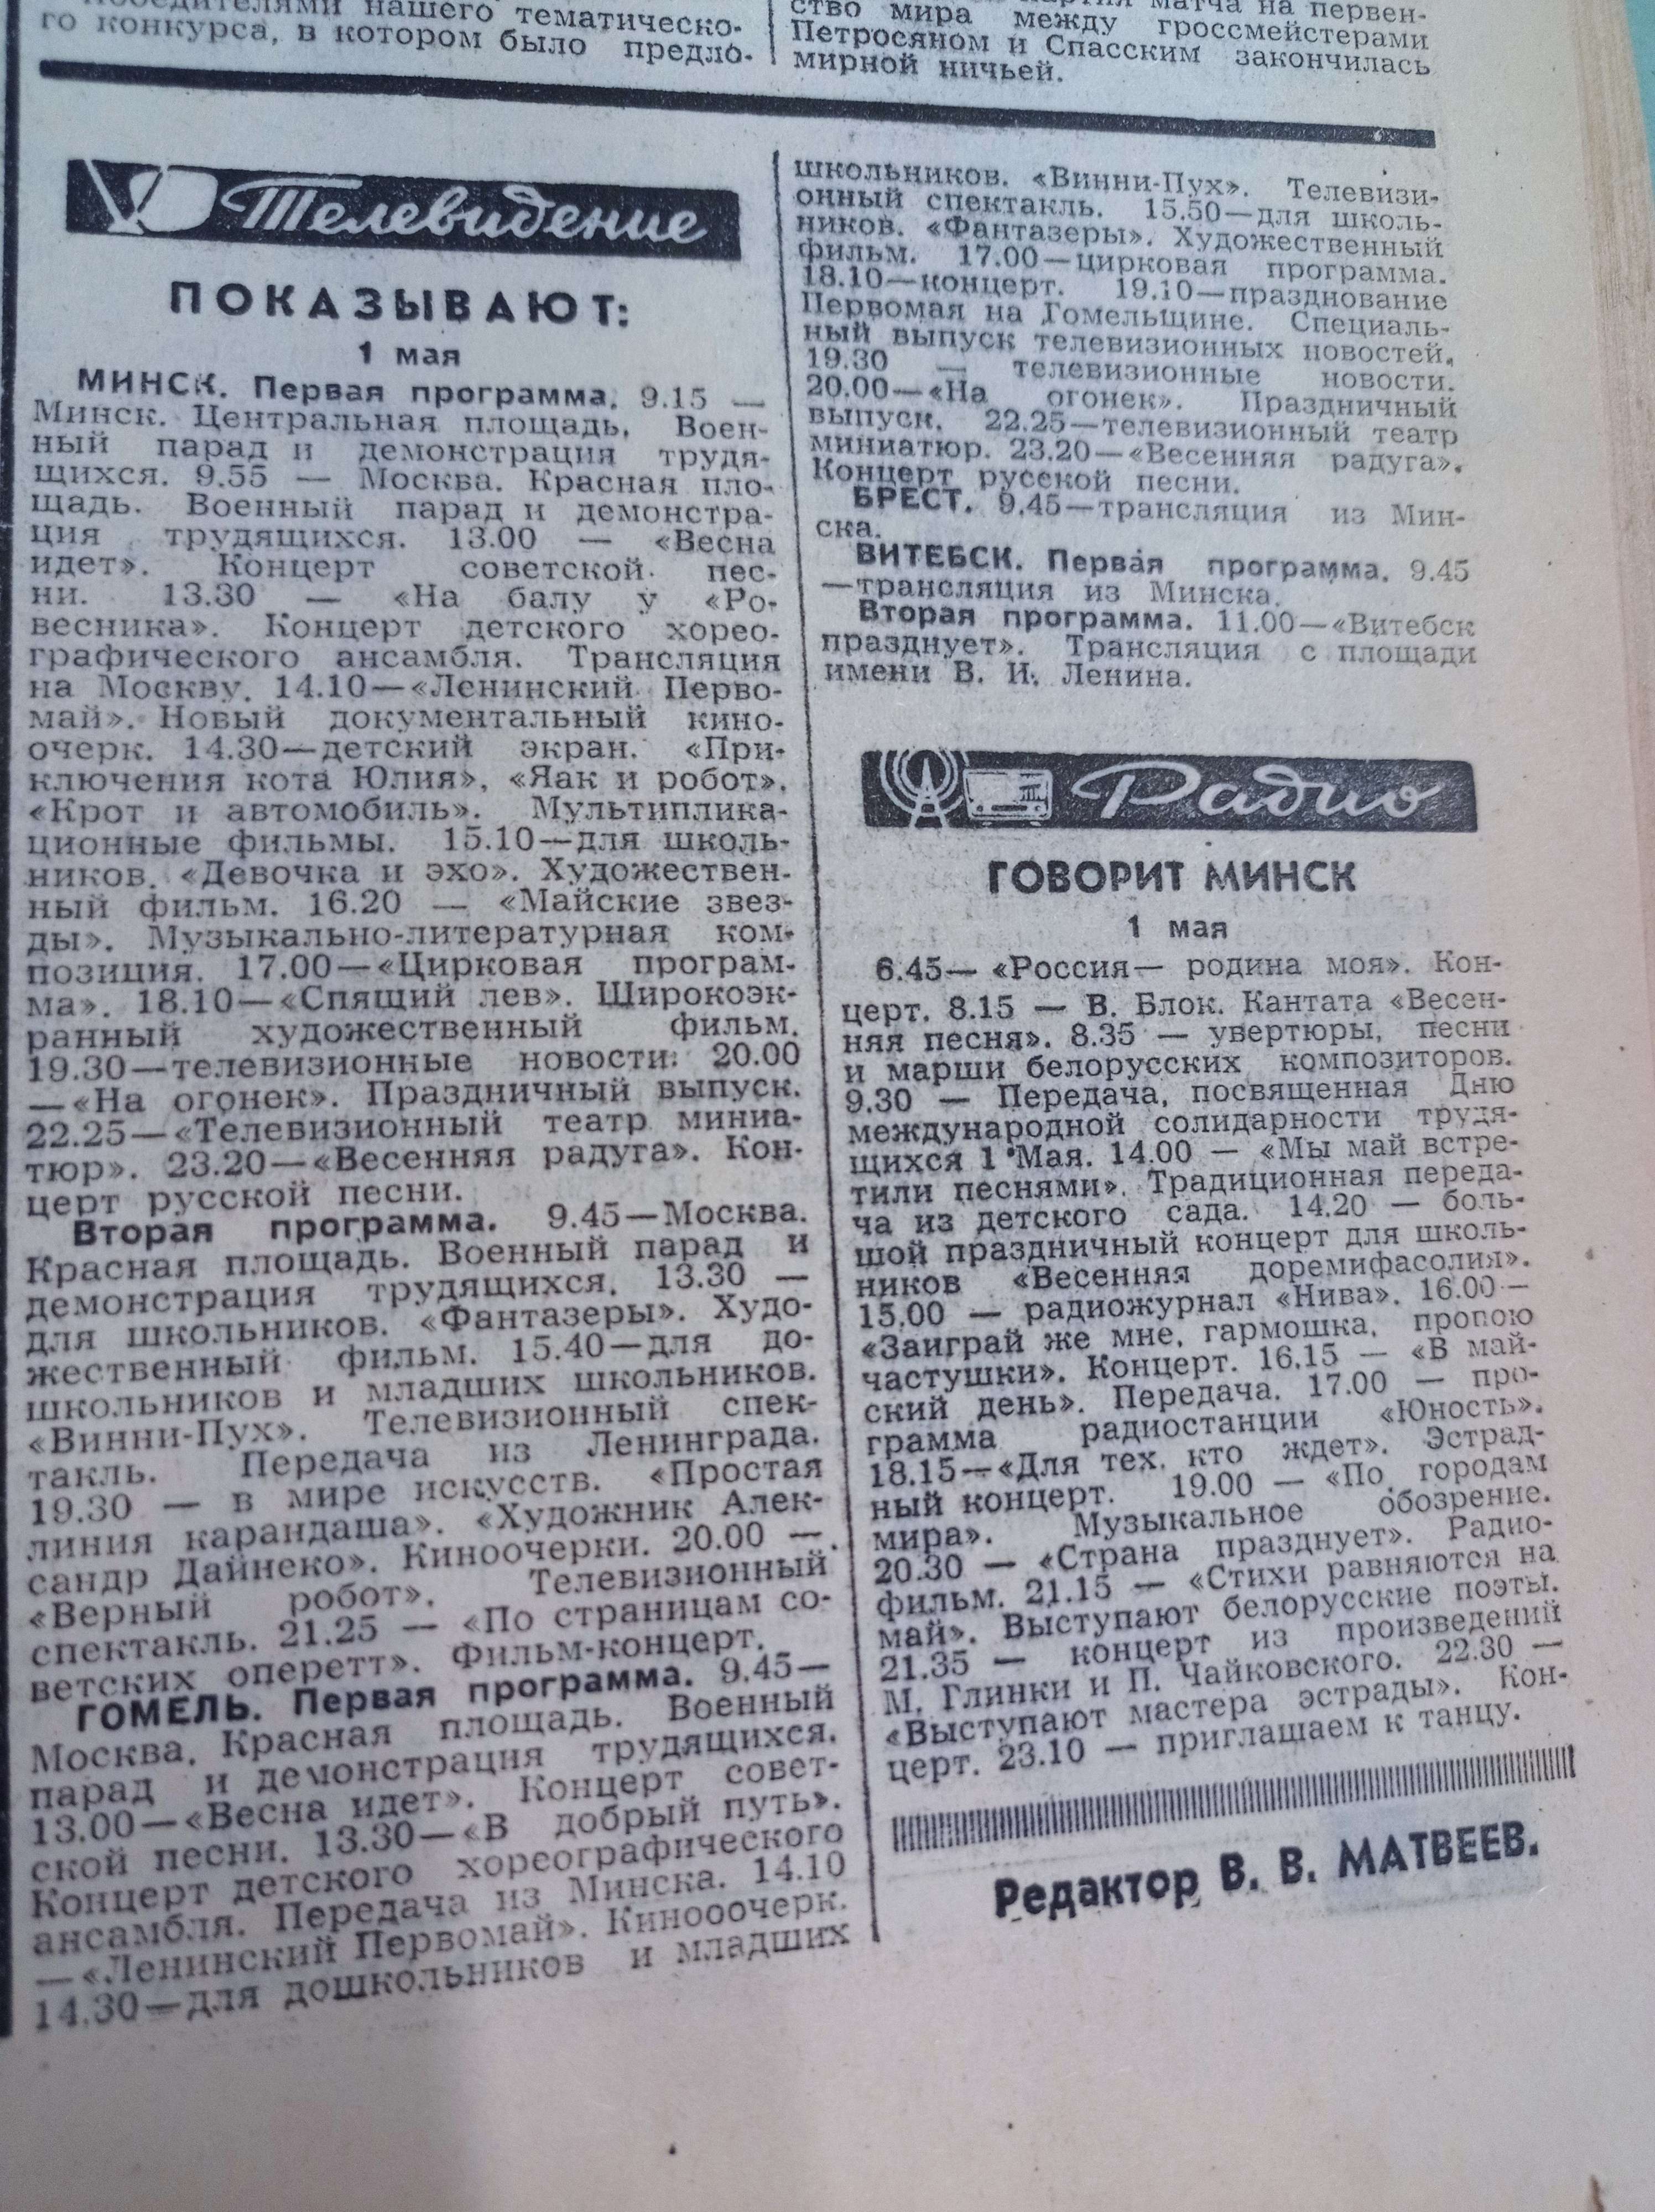 нашего тематическо-
го конкурса, в котором было предло-
ство мира между гроссмейстерами
Петросяном и Спасским закончилась
мирной ничьей.
Телевидение
ПОКАЗЫВАЮТ:
1 мая
МИНСК. Первая программа. 9.15 —
Минск. Центральная площадь. Воен-
ный парад и демонстрация трудя-
щихся. 9.55 — Москва. Красная пло-
щадь. Военный парад и демонстра-
ция трудящихся. 13.00 — «Весна
идет». Концерт советской пес-
ни. 13.30 — «На балу у «Ро-
весника». Концерт детского хорео-
графического ансамбля. Трансляция
на Москву. 14.10—«Ленинский Перво-
май». Новый документальный кино-
очерк. 14.30—детский экран. «При-
ключения кота Юлия», «Яак и робот»,
«Крот и автомобиль». Мультиплика-
ционные фильмы. 15.10—для школь-
ников. «Девочка и эхо». Художествен-
ный фильм. 16.20 — «Майские звез-
ды». Музыкально-литературная ком-
позиция. 17.00—«Цирковая програм-
ма». 18.10—«Спящий лев». Широкоэк-
ранный художественный фильм.
19.30—телевизионные новости. 20.00
—«На огонек». Праздничный выпуск.
22.25—«Телевизионный театр миниа-
тюр». 23.20—«Весенняя радуга». Кон-
церт русской песни.
Вторая программа. 9.45—Москва.
Красная площадь. Военный парад и
демонстрация трудящихся. 13.30 —
для школьников. «Фантазеры». Худо-
жественный фильм. 15.40—для до-
школьников и младших школьников.
«Винни-Пух». Телевизионный спек-
такль. Передача из Ленинграда.
19.30 — в мире искусств. «Простая
линия карандаша». «Художник Алек-
сандр Дайнеко». Киноочерки. 20.00 —
«Верный робот». Телевизионный
спектакль. 21.25 — «По страницам со-
ветских оперетт». Фильм-концерт.
ГОМЕЛЬ. Первая программа. 9.45—
Москва. Красная площадь. Военный
парад и демонстрация трудящихся.
13.00—«Весна идет». Концерт совет-
ской песни. 13.30—«В добрый путь».
Концерт детского хореографического
ансамбля. Передача из Минска. 14.10
—«Ленинский Первомай». Кинооочерк.
14.30—для дошкольников и младших
школьников. «Винни-Пух». Телевизи-
онный спектакль. 15.50—для школь-
ников. «Фантазеры». Художественный
фильм. 17.00—цирковая программа.
18.10—концерт. 19.10—празднование
Первомая на Гомельщине. Специаль-
ный выпуск телевизионных новостей.
19.30 — телевизионные новости.
20.00—«На огонек». Праздничный
выпуск. 22.25—телевизионный театр
миниатюр. 23.20—«Весенняя радуга».
Концерт русской песни.
БРЕСТ. 9.45—трансляция из Мин-
ска.
ВИТЕБСК. Первая программа. 9.45
—трансляция из Минска.
Вторая программа. 11.00—«Витебск
празднует». Трансляция с площади
имени В. И. Ленина.
Радио
ГОВОРИТ МИНСК
1 мая
6.45— «Россия— родина моя». Кон-
церт. 8.15 — В. Блок. Кантата «Весен-
няя песня». 8.35 — увертюры, песни
и марши белорусских композиторов.
9.30 — Передача, посвященная Дню
международной солидарности трудя-
щихся 1 Мая. 14.00 — «Мы май встре-
тили песнями». Традиционная переда-
ча из детского сада. 14.20 — боль-
шой праздничный концерт для школь-
ников «Весенняя доремифасолия».
15.00 — радиожурнал «Нива». 16.00—
«Заиграй же мне, гармошка, пропою
частушки». Концерт. 16.15 — «В май-
ский день». Передача. 17.00 — про-
грамма радиостанции «Юность».
18.15—«Для тех, кто ждет». Эстрад-
ный концерт. 19.00 — «По городам
мира». Музыкальное обозрение.
20.30 — «Страна празднует». Радио-
фильм. 21.15 — «Стихи равняются на
май». Выступают белорусские поэты.
21.35 — концерт из произведений
М. Глинки и П. Чайковского. 22.30 —
«Выступают мастера эстрады». Кон-
церт. 23.10 — приглашаем к танцу.
Редактор В. В. МАТВЕЕВ.